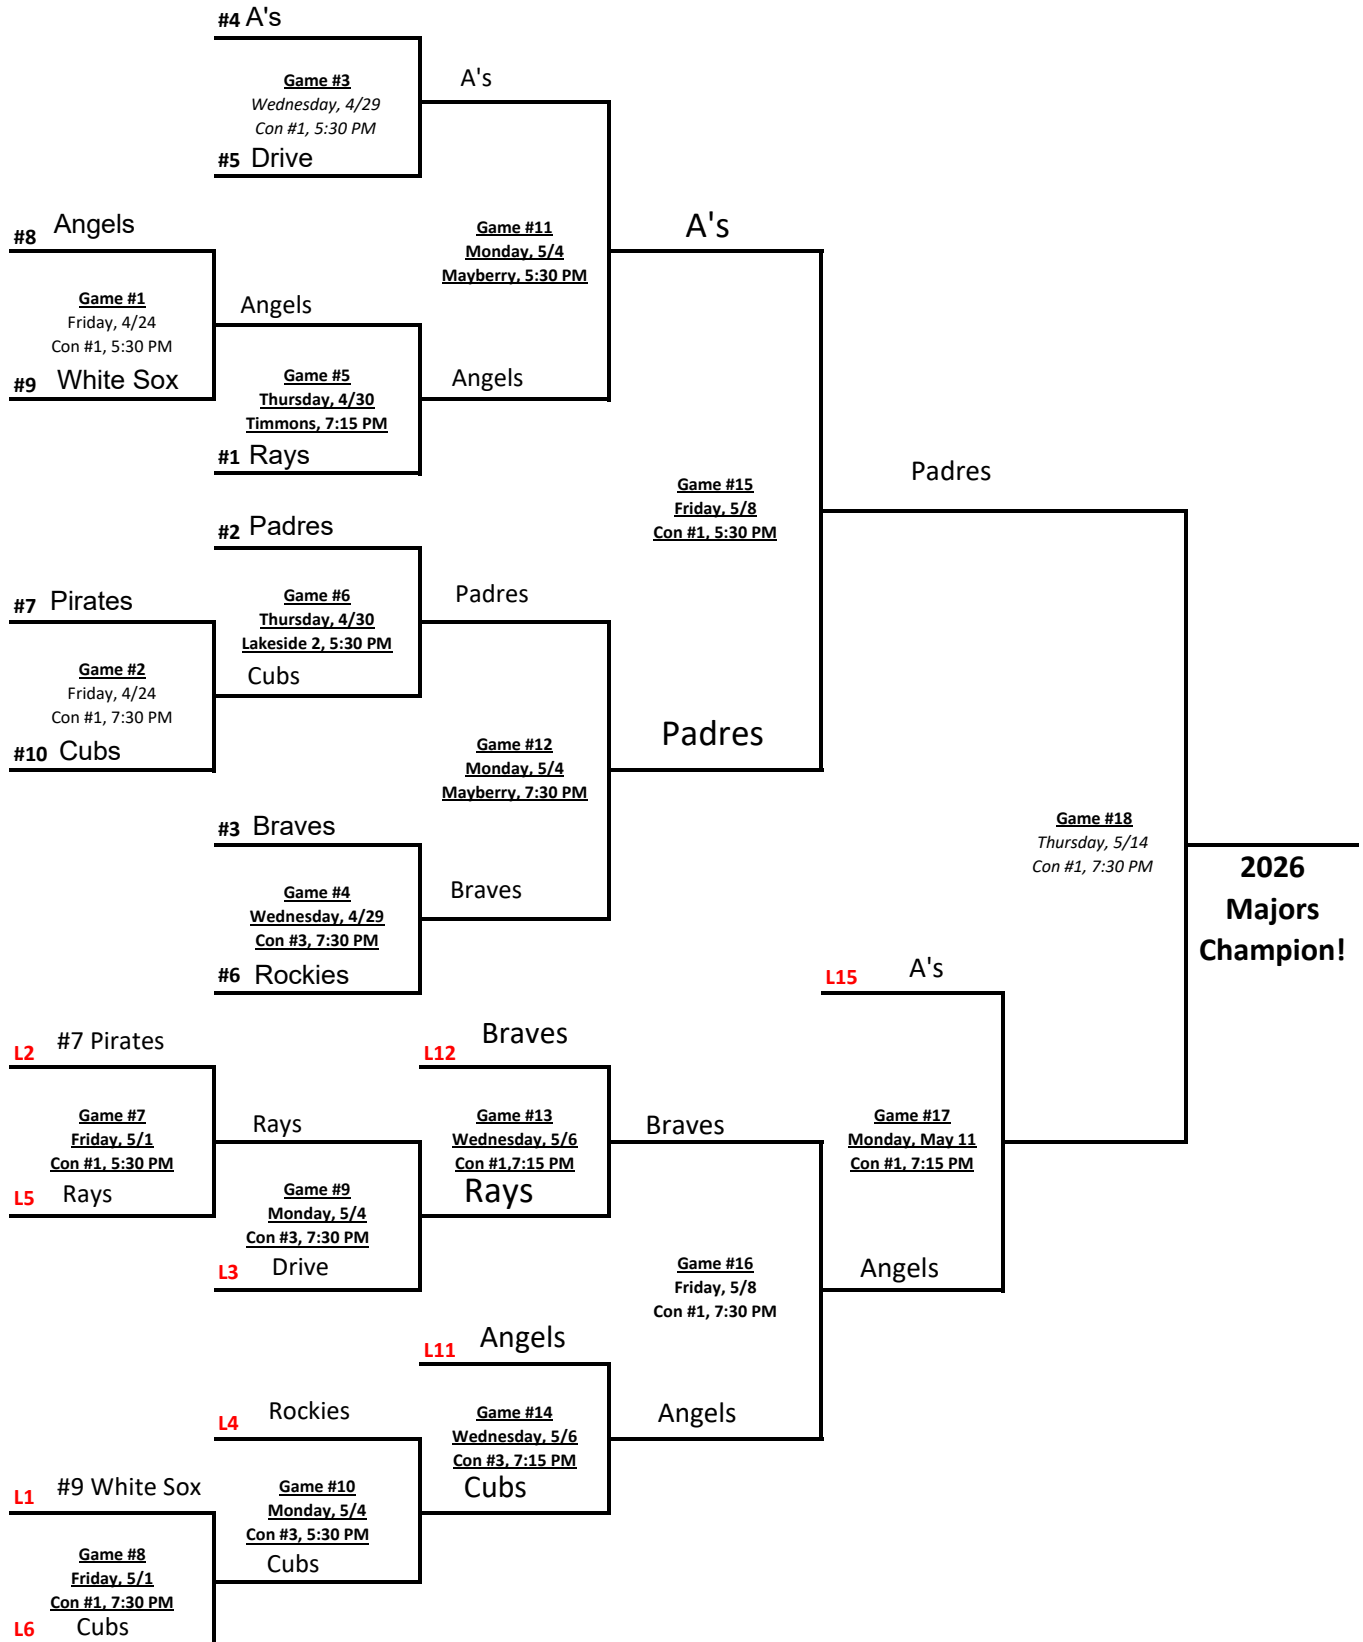 #4 A's
Game #3
Wednesday, 4/29
Con #1, 5:30 PM
#5 Drive
A's
#8 Angels
Game #1
Friday, 4/24
Con #1, 5:30 PM
#9 White Sox
Angels
Game #5
Thursday, 4/30
Timmons, 7:15 PM
#1 Rays
Angels
Game #11
Monday, 5/4
Mayberry, 5:30 PM
A's
#2 Padres
Game #6
Thursday, 4/30
Lakeside 2, 5:30 PM
Cubs
#7 Pirates
Game #2
Friday, 4/24
Con #1, 7:30 PM
#10 Cubs
Padres
Game #12
Monday, 5/4
Mayberry, 7:30 PM
Padres
#3 Braves
Game #4
Wednesday, 4/29
Con #3, 7:30 PM
#6 Rockies
Braves
Game #15
Friday, 5/8
Con #1, 5:30 PM
Padres
Game #18
Thursday, 5/14
Con #1, 7:30 PM
2026
Majors
Champion!
L15 A's
L2 #7 Pirates
Game #7
Friday, 5/1
Con #1, 5:30 PM
L5 Rays
Rays
Game #9
Monday, 5/4
Con #3, 7:30 PM
L3 Drive
L12 Braves
Game #13
Wednesday, 5/6
Con #1,7:15 PM
Rays
Braves
Game #17
Monday, May 11
Con #1, 7:15 PM
Game #16
Friday, 5/8
Con #1, 7:30 PM
Angels
L11 Angels
Game #14
Wednesday, 5/6
Con #3, 7:15 PM
Cubs
Angels
L4 Rockies
Game #10
Monday, 5/4
Con #3, 5:30 PM
Cubs
L1 #9 White Sox
Game #8
Friday, 5/1
Con #1, 7:30 PM
L6 Cubs